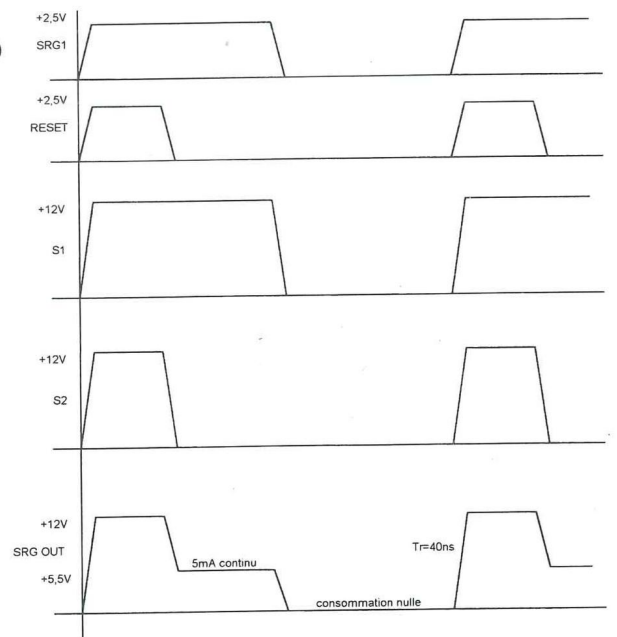 +2,5V
SRG1
+2,5V
RESET
+12V
S1
+12V
S2
+12V
SRG OUT
+5,5V
5mA continu
Tr=40ns
consommation nulle